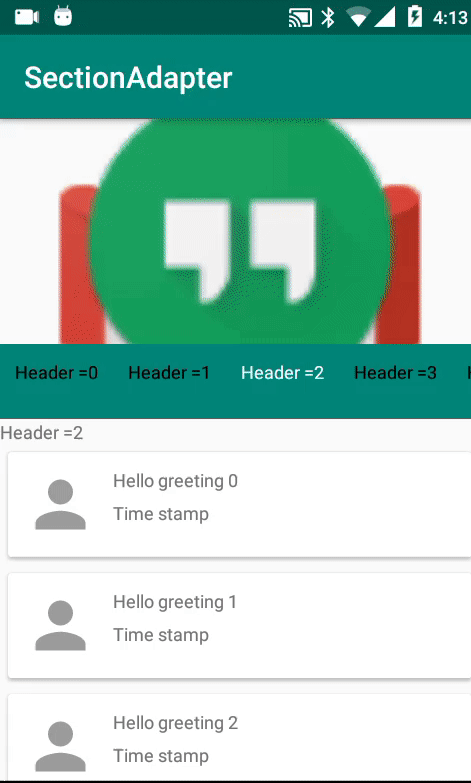 4:13
SectionAdapter
Header =0 Header =1 Header =2 Header =3
Header =2
Hello greeting 0
Time stamp
Hello greeting 1
Time stamp
Hello greeting 2
Time stamp